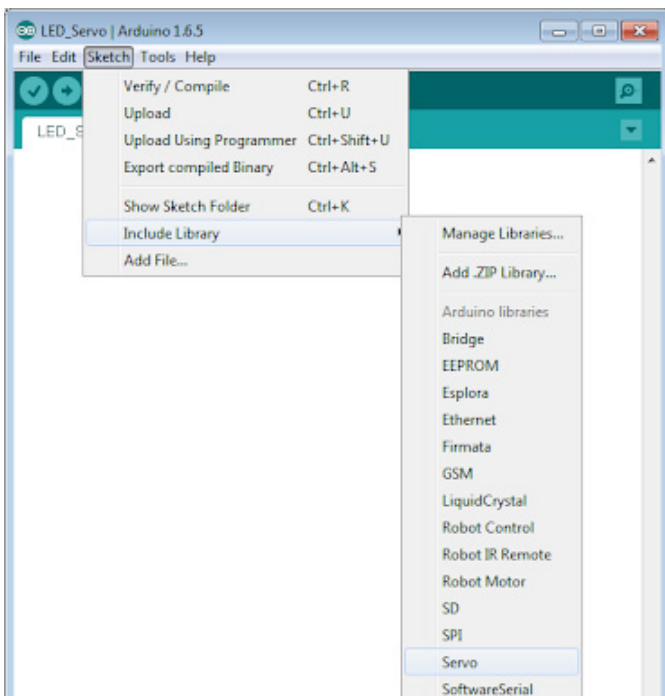 LED_Servo | Arduino 1.6.5
File Edit Sketch Tools Help
Verify / Compile Ctrl+R
Upload Ctrl+U
LED_S
Upload Using Programmer Ctrl+Shift+U
Export compiled Binary Ctrl+Alt+S
Show Sketch Folder Ctrl+K
Include Library
Add File...
Manage Libraries...
Add .ZIP Library...
Arduino libraries
Bridge
EEPROM
Esplora
Ethernet
Firmata
GSM
LiquidCrystal
Robot Control
Robot IR Remote
Robot Motor
SD
SPI
Servo
SoftwareSerial